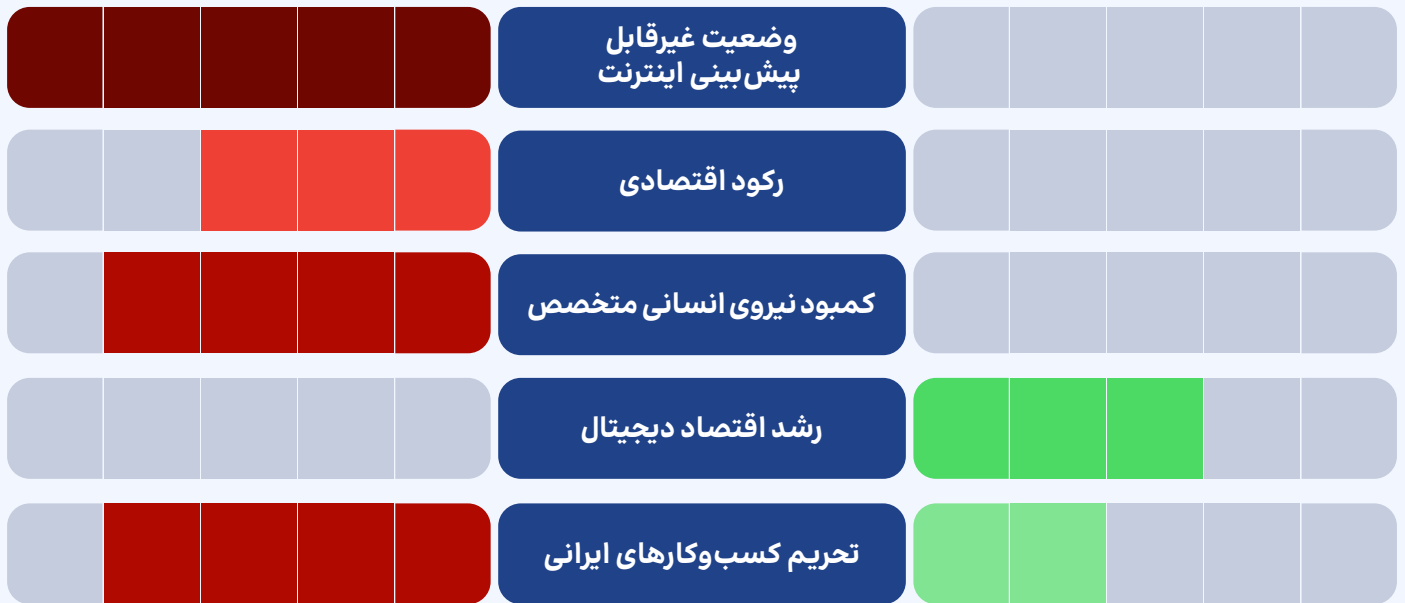 وضعیت غیرقابل
پیش‌بینی اینترنت
رکود اقتصادی
کمبود نیروی انسانی متخصص
رشد اقتصاد دیجیتال
تحریم کسب‌وکارهای ایرانی